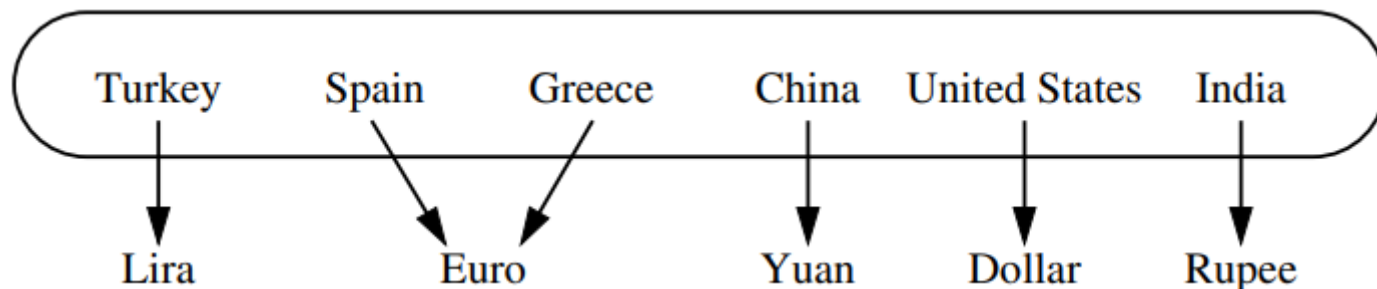 Turkey Spain Greece China United States India
Lira Euro Yuan Dollar Rupee